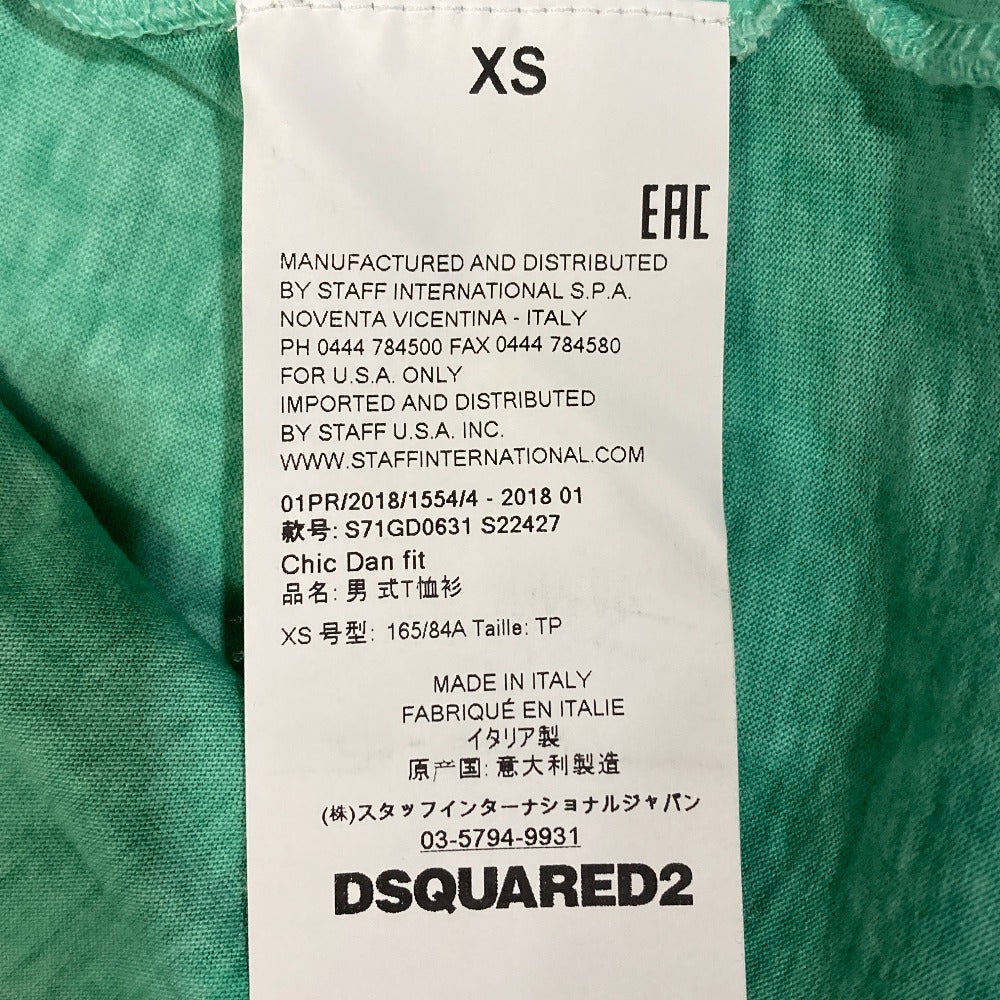 XS
EAC
MANUFACTURED AND DISTRIBUTED
BY STAFF INTERNATIONAL S.P.A.
NOVENTA VICENTINA - ITALY
PH 0444 784500 FAX 0444 784580
FOR U.S.A. ONLY
IMPORTED AND DISTRIBUTED
BY STAFF U.S.A. INC.
WWW.STAFFINTERNATIONAL.COM
01PR/2018/1554/4 - 2018 01
款号: S71GD0631 S22427
Chic Dan fit
品名: 男 式T恤衫
XS 号型: 165/84A Taille: TP
MADE IN ITALY
FABRIQUÉ EN ITALIE
イタリア製
原产国: 意大利製造
(株)スタッフインターナショナルジャパン
03-5794-9931
DSQUARED2